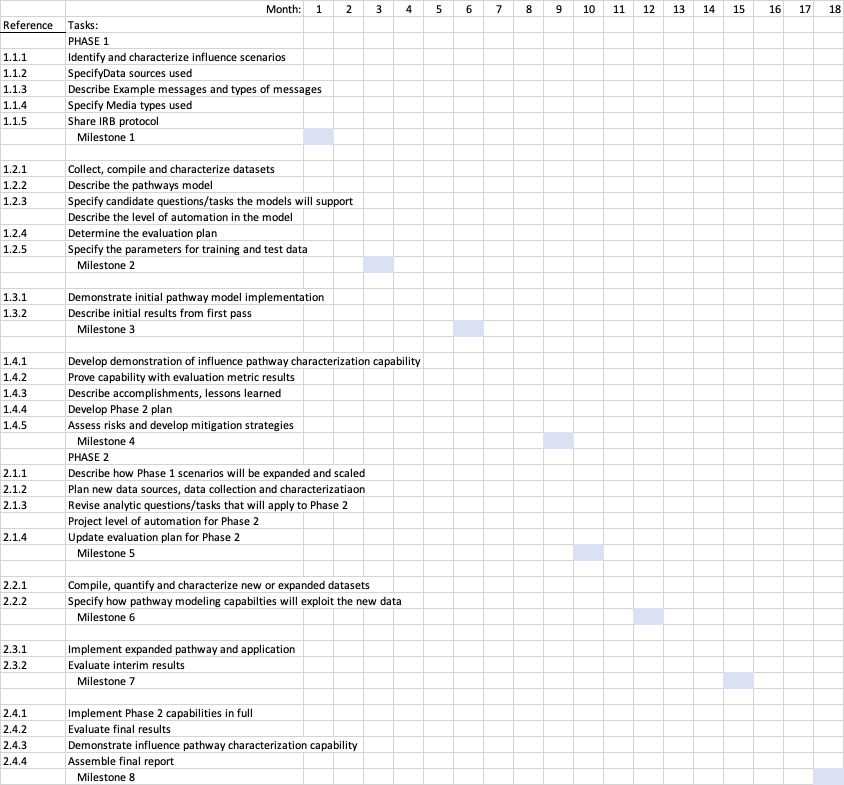 Month: 1 2 3 4 5 6 7 8 9 10 11 12 13 14 15 16 17 18
Reference Tasks:
PHASE 1
1.1.1 Identify and characterize influence scenarios
1.1.2 SpecifyData sources used
1.1.3 Describe Example messages and types of messages
1.1.4 Specify Media types used
1.1.5 Share IRB protocol
Milestone 1
1.2.1 Collect, compile and characterize datasets
1.2.2 Describe the pathways model
1.2.3 Specify candidate questions/tasks the models will support
Describe the level of automation in the model
1.2.4 Determine the evaluation plan
1.2.5 Specify the parameters for training and test data
Milestone 2
1.3.1 Demonstrate initial pathway model implementation
1.3.2 Describe initial results from first pass
Milestone 3
1.4.1 Develop demonstration of influence pathway characterization capability
1.4.2 Prove capability with evaluation metric results
1.4.3 Describe accomplishments, lessons learned
1.4.4 Develop Phase 2 plan
1.4.5 Assess risks and develop mitigation strategies
Milestone 4
PHASE 2
2.1.1 Describe how Phase 1 scenarios will be expanded and scaled
2.1.2 Plan new data sources, data collection and characterizatiaon
2.1.3 Revise analytic questions/tasks that will apply to Phase 2
Project level of automation for Phase 2
2.1.4 Update evaluation plan for Phase 2
Milestone 5
2.2.1 Compile, quantify and characterize new or expanded datasets
2.2.2 Specify how pathway modeling capabilties will exploit the new data
Milestone 6
2.3.1 Implement expanded pathway and application
2.3.2 Evaluate interim results
Milestone 7
2.4.1 Implement Phase 2 capabilities in full
2.4.2 Evaluate final results
2.4.3 Demonstrate influence pathway characterization capability
2.4.4 Assemble final report
Milestone 8